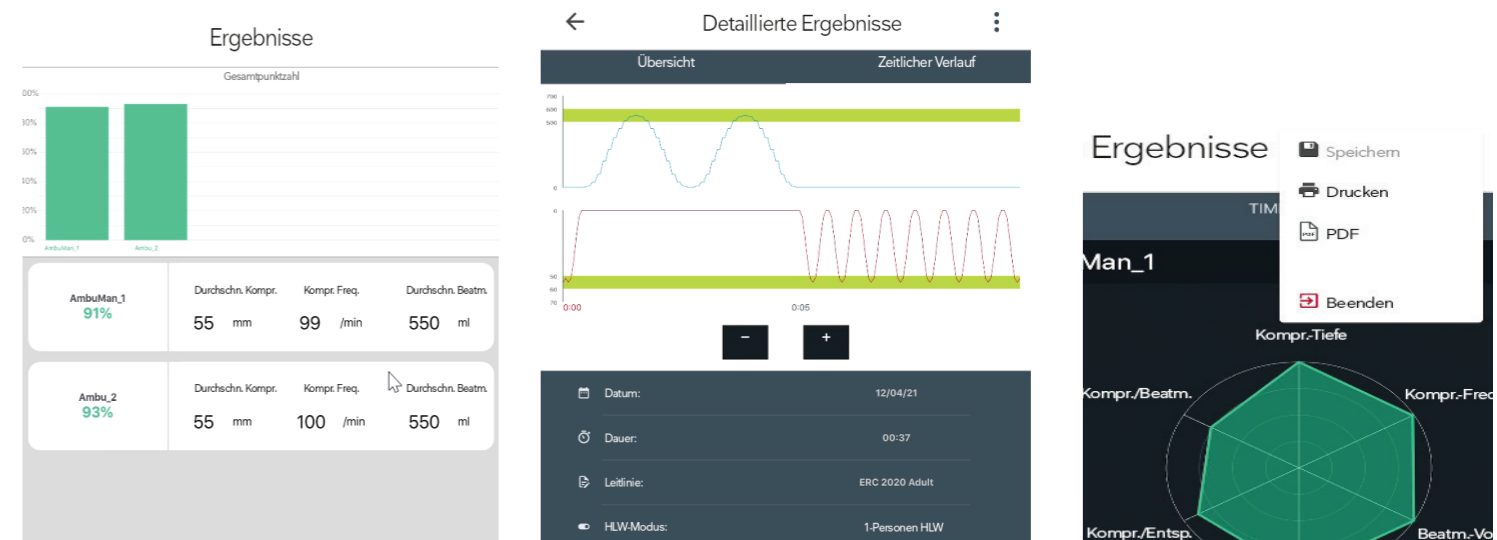 Ergebnisse
Gesamtpunktzahl
20%
0%
AmbuMan_1
Ambu_2
AmbuMan_1
91%
Durchschn. Kompr.
Kompr. Freq.
Durchschn. Beatm.
55 mm
99 /min
550 ml
Ambu_2
93%
Durchschn. Kompr.
Kompr. Freq.
Durchschn. Beatm.
55 mm
100 /min
550 ml
Detaillierte Ergebnisse
Übersicht
Zeitlicher Verlauf
700
600
500
0
0
50
60
70
0:00
0:05
−
+
Datum:
12/04/21
Dauer:
00:37
Leitlinie:
ERC 2020 Adult
HLW-Modus:
1-Personen HLW
Ergebnisse
Speichern
Drucken
PDF
Beenden
TIM
Man_1
Kompr.-Tiefe
Kompr./Beatm.
Kompr.-Freq
Kompr./Entsp.
Beatm.-Vo